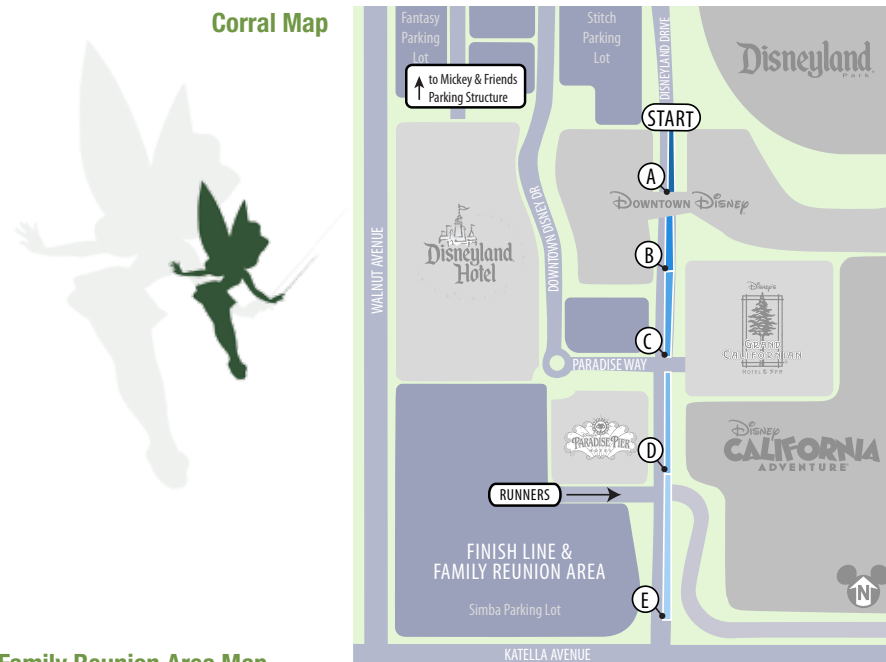 Corral Map
Fantasy
Parking
Lot
Stitch
Parking
Lot
DISNEYLAND DRIVE
Disneyland
Park
to Mickey & Friends
Parking Structure
START
A
DOWNTOWN DISNEY
WALNUT AVENUE
Disneyland
Hotel
DOWNTOWN DISNEY DR
B
Disney's
GRAND
CALIFORNIAN
HOTEL & SPA
C
PARADISE WAY
PARADISE PIER
HOTEL
D
DISNEY
CALIFORNIA
ADVENTURE
RUNNERS
FINISH LINE &
FAMILY REUNION AREA
Simba Parking Lot
E
N
KATELLA AVENUE
Family Reunion Area Map